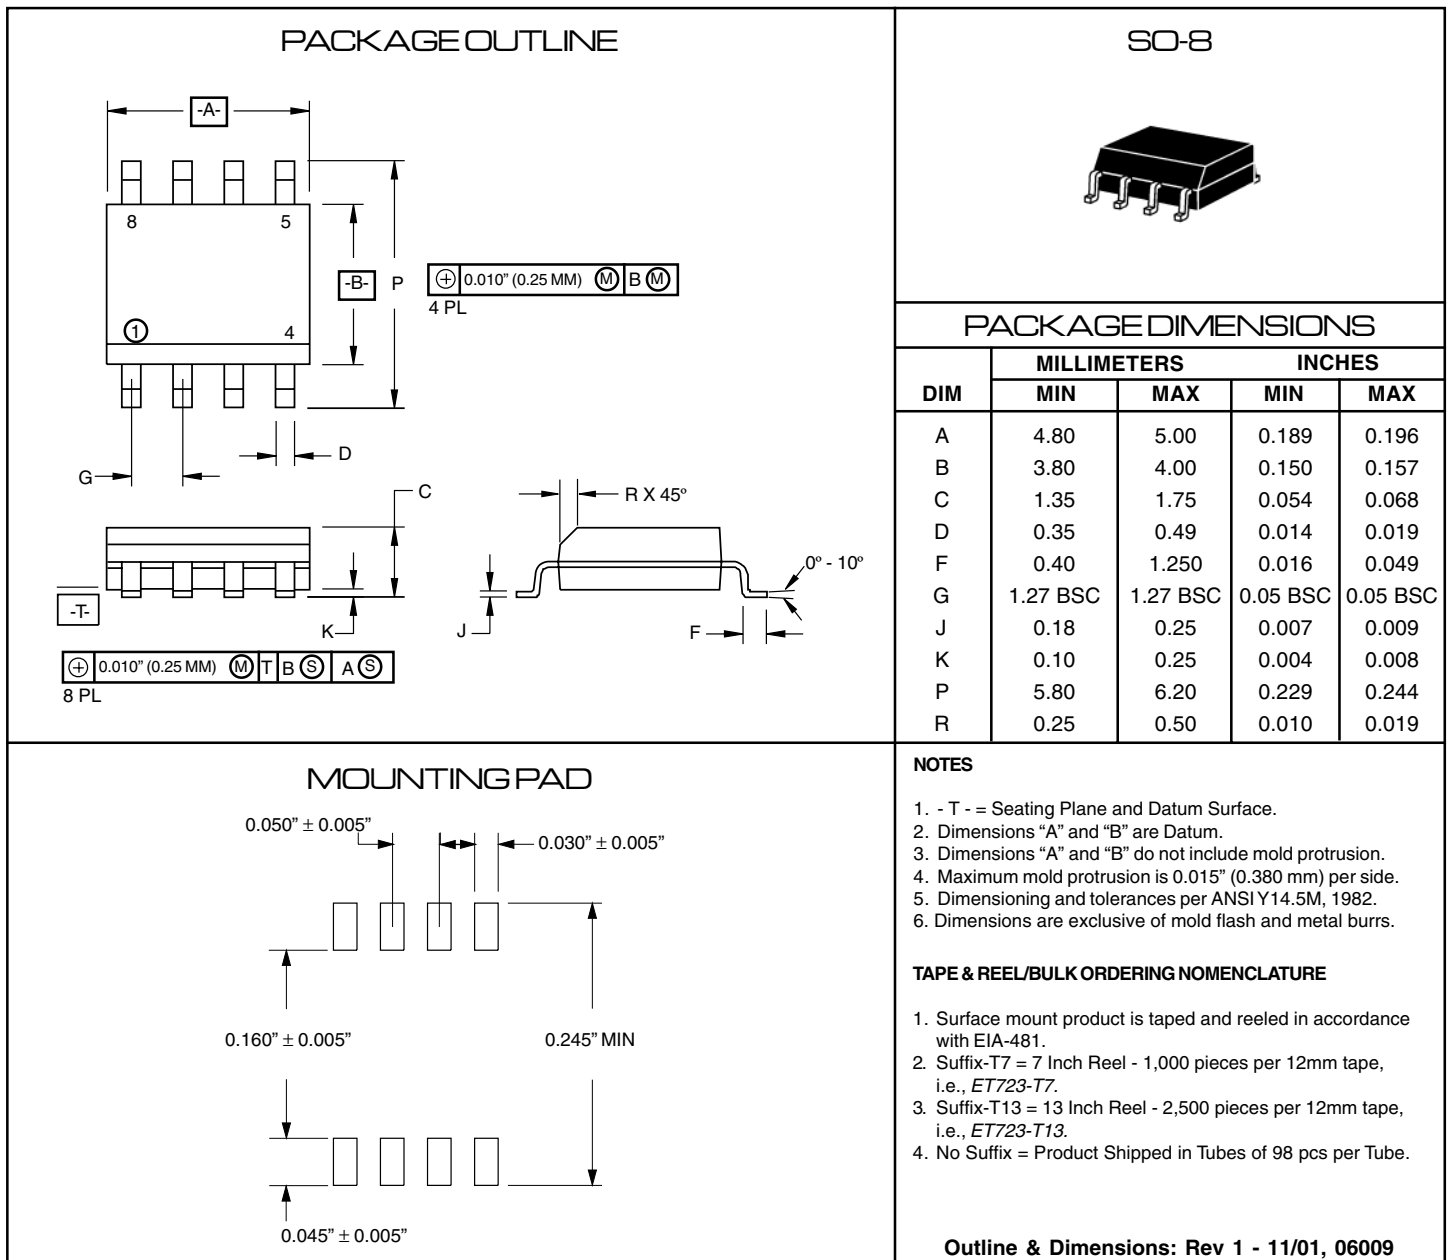 PACKAGE OUTLINE
-A-
8 5
-B- P
0.010” (0.25 MM) Ⓜ B Ⓜ
4 PL
① 4
D
G
C
R X 45º
0º - 10º
-T-
K
J
F
0.010” (0.25 MM) Ⓜ T B Ⓢ A Ⓢ
8 PL
SO-8
PACKAGE DIMENSIONS
MILLIMETERS INCHES
DIM MIN MAX MIN MAX
A 4.80 5.00 0.189 0.196
B 3.80 4.00 0.150 0.157
C 1.35 1.75 0.054 0.068
D 0.35 0.49 0.014 0.019
F 0.40 1.250 0.016 0.049
G 1.27 BSC 1.27 BSC 0.05 BSC 0.05 BSC
J 0.18 0.25 0.007 0.009
K 0.10 0.25 0.004 0.008
P 5.80 6.20 0.229 0.244
R 0.25 0.50 0.010 0.019
MOUNTING PAD
0.050” ± 0.005”
0.030” ± 0.005”
0.160” ± 0.005”
0.245” MIN
0.045” ± 0.005”
NOTES
1. - T - = Seating Plane and Datum Surface.
2. Dimensions “A” and “B” are Datum.
3. Dimensions “A” and “B” do not include mold protrusion.
4. Maximum mold protrusion is 0.015” (0.380 mm) per side.
5. Dimensioning and tolerances per ANSI Y14.5M, 1982.
6. Dimensions are exclusive of mold flash and metal burrs.
TAPE & REEL/BULK ORDERING NOMENCLATURE
1. Surface mount product is taped and reeled in accordance
with EIA-481.
2. Suffix-T7 = 7 Inch Reel - 1,000 pieces per 12mm tape,
i.e., ET723-T7.
3. Suffix-T13 = 13 Inch Reel - 2,500 pieces per 12mm tape,
i.e., ET723-T13.
4. No Suffix = Product Shipped in Tubes of 98 pcs per Tube.
Outline & Dimensions: Rev 1 - 11/01, 06009